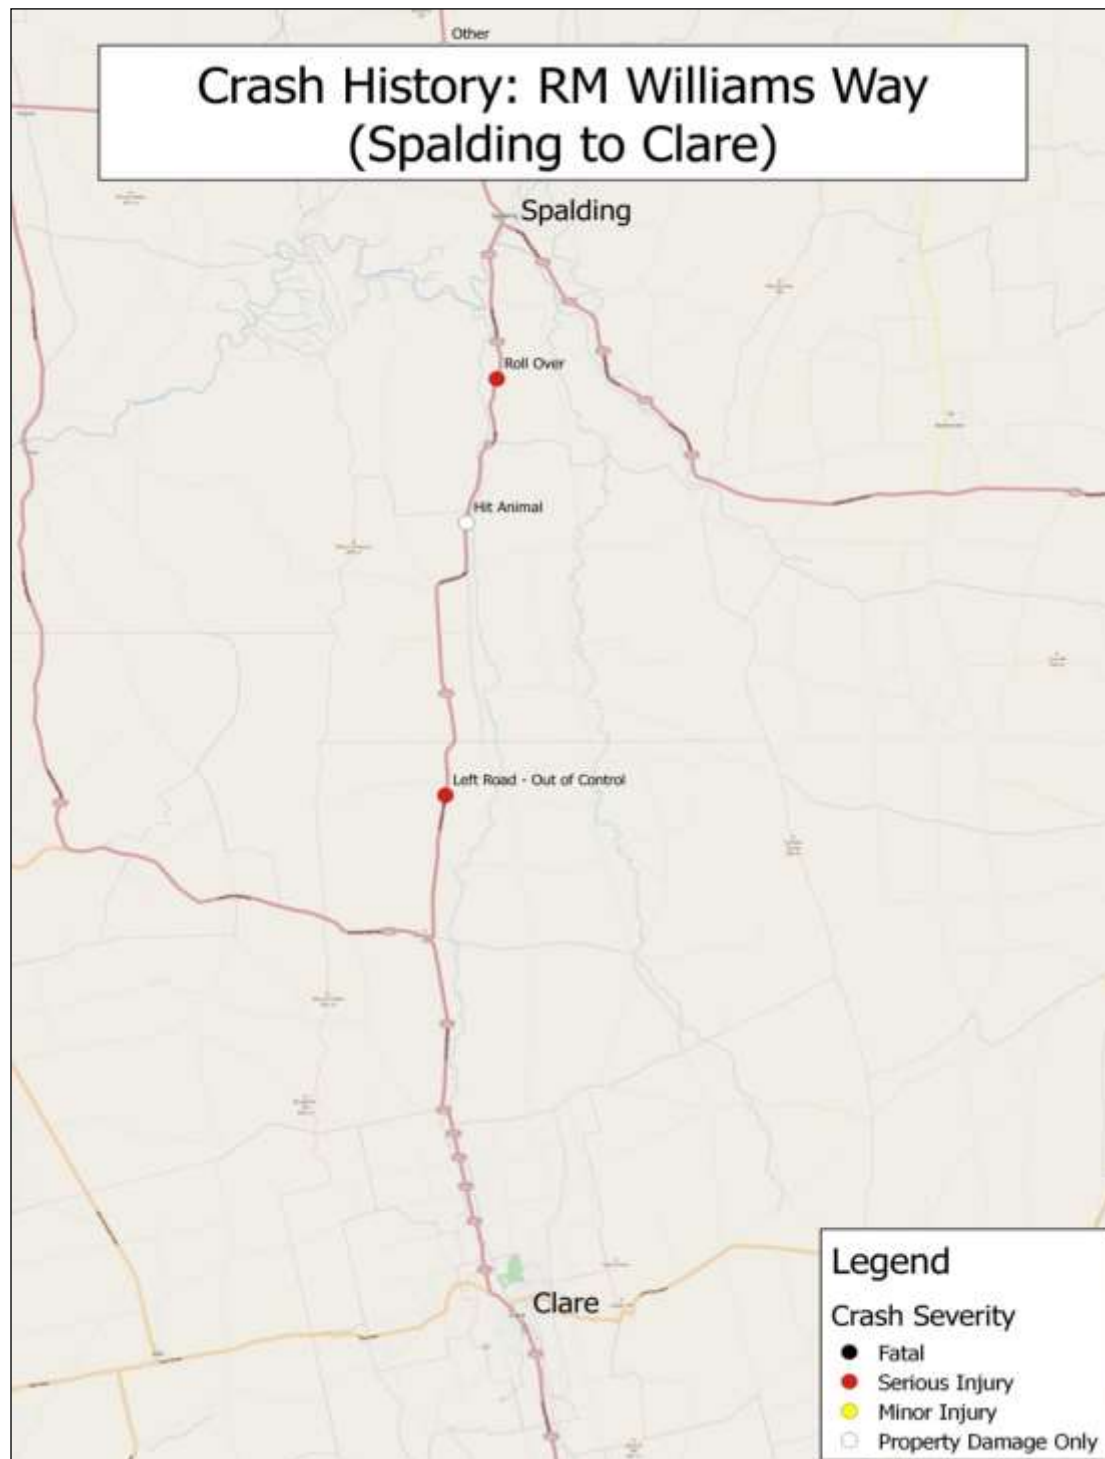 Other
Crash History: RM Williams Way
(Spalding to Clare)
Spalding
Roll Over
Hit Animal
Left Road - Out of Control
Clare
Legend
Crash Severity
Fatal
Serious Injury
Minor Injury
Property Damage Only